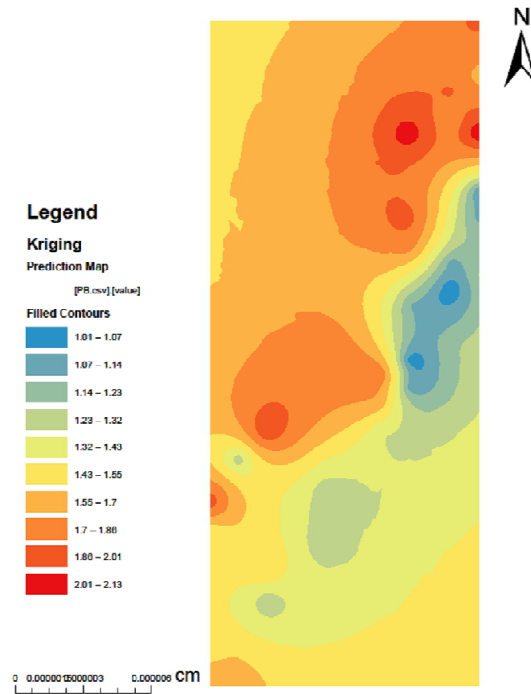 N
Legend
Kriging
Prediction Map
[PB.csv].[value]
Filled Contours
1.01 – 1.07
1.07 – 1.14
1.14 – 1.23
1.23 – 1.32
1.32 – 1.43
1.43 – 1.55
1.55 – 1.7
1.7 – 1.86
1.86 – 2.01
2.01 – 2.13
0 0.000006 cm